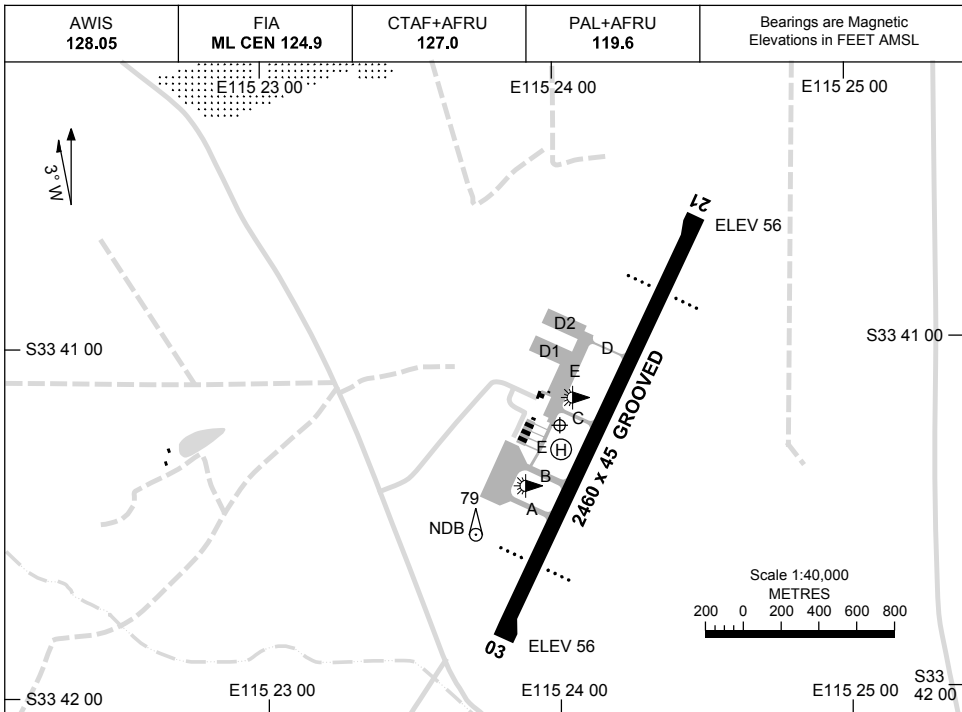 AWIS
128.05
FIA
ML CEN 124.9
CTAF+AFRU
127.0
PAL+AFRU
119.6
Bearings are Magnetic
Elevations in FEET AMSL
E115 23 00
E115 24 00
E115 25 00
3° W
21
ELEV 56
D2
D1
D
E
S33 41 00
S33 41 00
C
E
H
B
A
2460 x 45 GROOVED
79
NDB
Scale 1:40,000
METRES
200 0 200 400 600 800
03
ELEV 56
S33 42 00
E115 23 00
E115 24 00
E115 25 00
S33
42 00